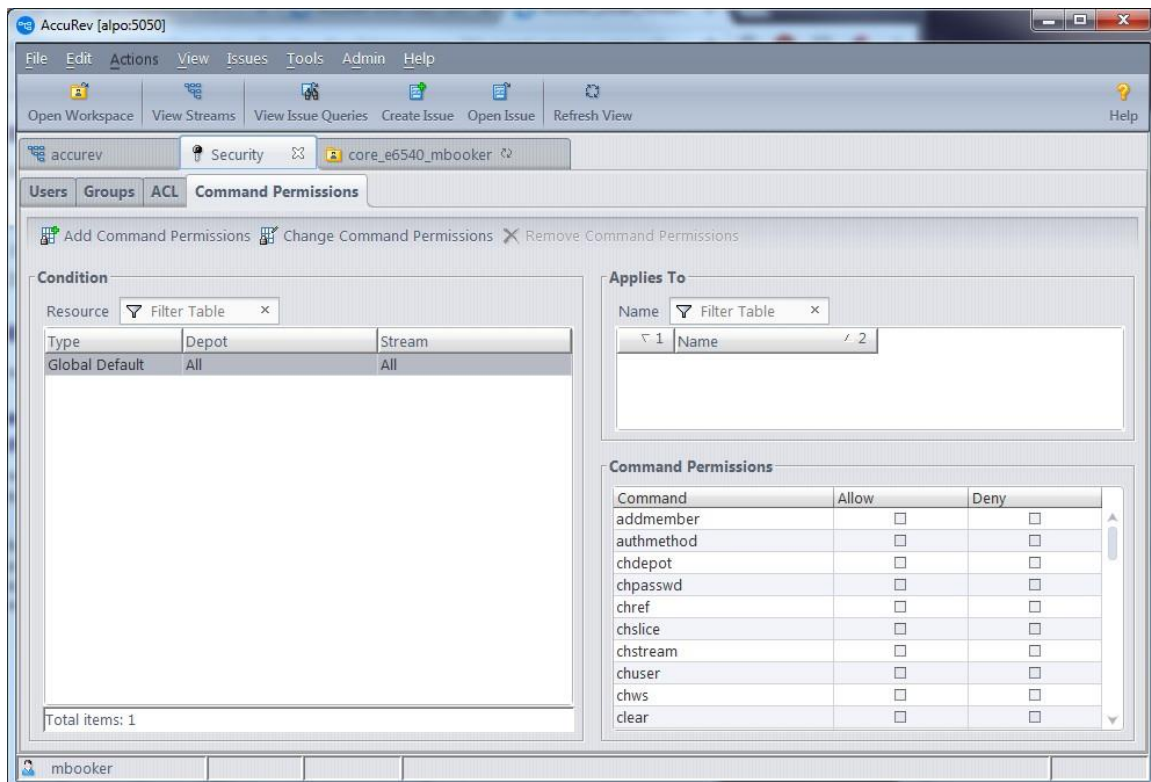 AccuRev [alpo:5050]
File Edit Actions View Issues Tools Admin Help
Open Workspace View Streams View Issue Queries Create Issue Open Issue Refresh View Help
accurev Security core_e6540_mbooker
Users Groups ACL Command Permissions
Add Command Permissions Change Command Permissions Remove Command Permissions
Condition
Resource Filter Table
Type Depot Stream
Global Default All All
Total items: 1
Applies To
Name Filter Table
1 Name 2
Command Permissions
Command Allow Deny
addmember
authmethod
chdepot
chpasswd
chref
chslice
chstream
chuser
chws
clear
mbooker